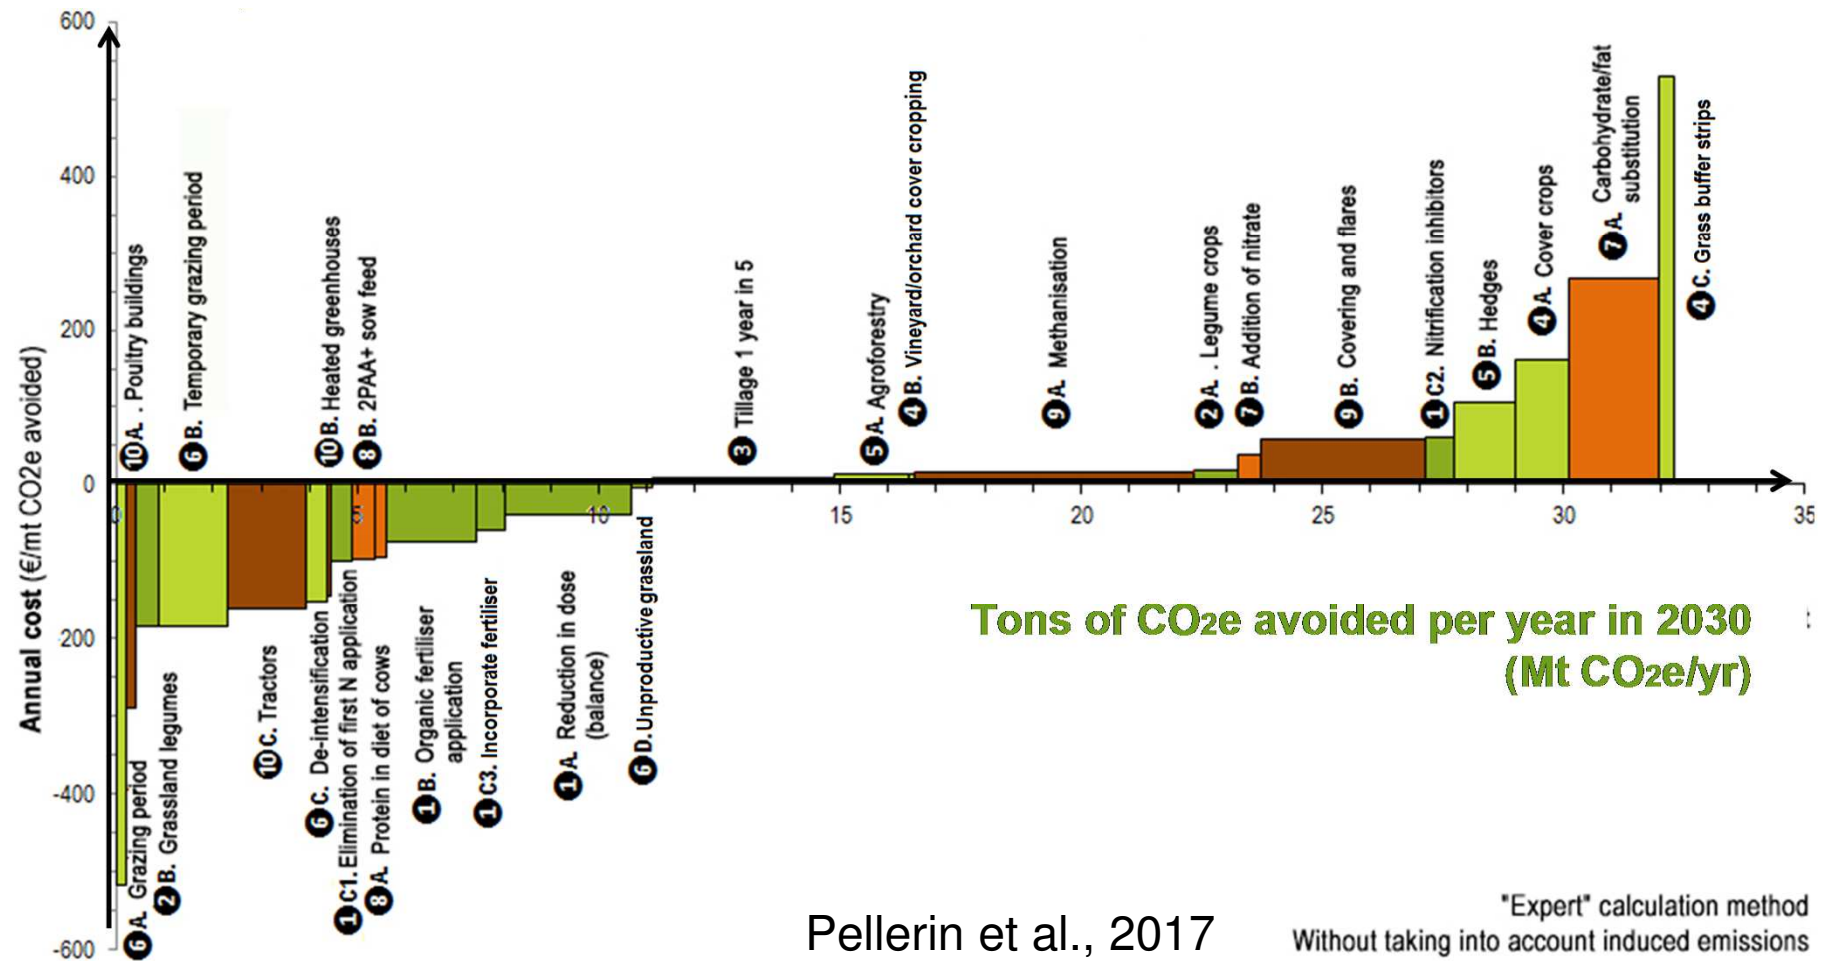 600
400
200
0
-200
-400
-600
Annual cost (€/mt CO2e avoided)
0
5
10
15
20
25
30
35
10 A. . Poultry buildings
6 B. Temporary grazing period
10 B. Heated greenhouses
8 B. 2PAA+ sow feed
3 Tillage 1 year in 5
5 A. Agroforestry
4 B. Vineyard/orchard cover cropping
9 A. Methanisation
2 A. . Legume crops
7 B. Addition of nitrate
9 B. Covering and flares
1 C2. Nitrification inhibitors
5 B. Hedges
4 A. Cover crops
7 A. Carbohydrate/fat
substitution
4 C. Grass buffer strips
6 A. Grazing period
2 B. Grassland legumes
10 C. Tractors
6 C. De-intensification
1 C1. Elimination of first N application
8 A. Protein in diet of cows
1 B. Organic fertiliser
application
1 C3. Incorporate fertiliser
1 A. Reduction in dose
(balance)
6 D. Unproductive grassland
Tons of CO2e avoided per year in 2030
(Mt CO2e/yr)
Pellerin et al., 2017
"Expert" calculation method
Without taking into account induced emissions